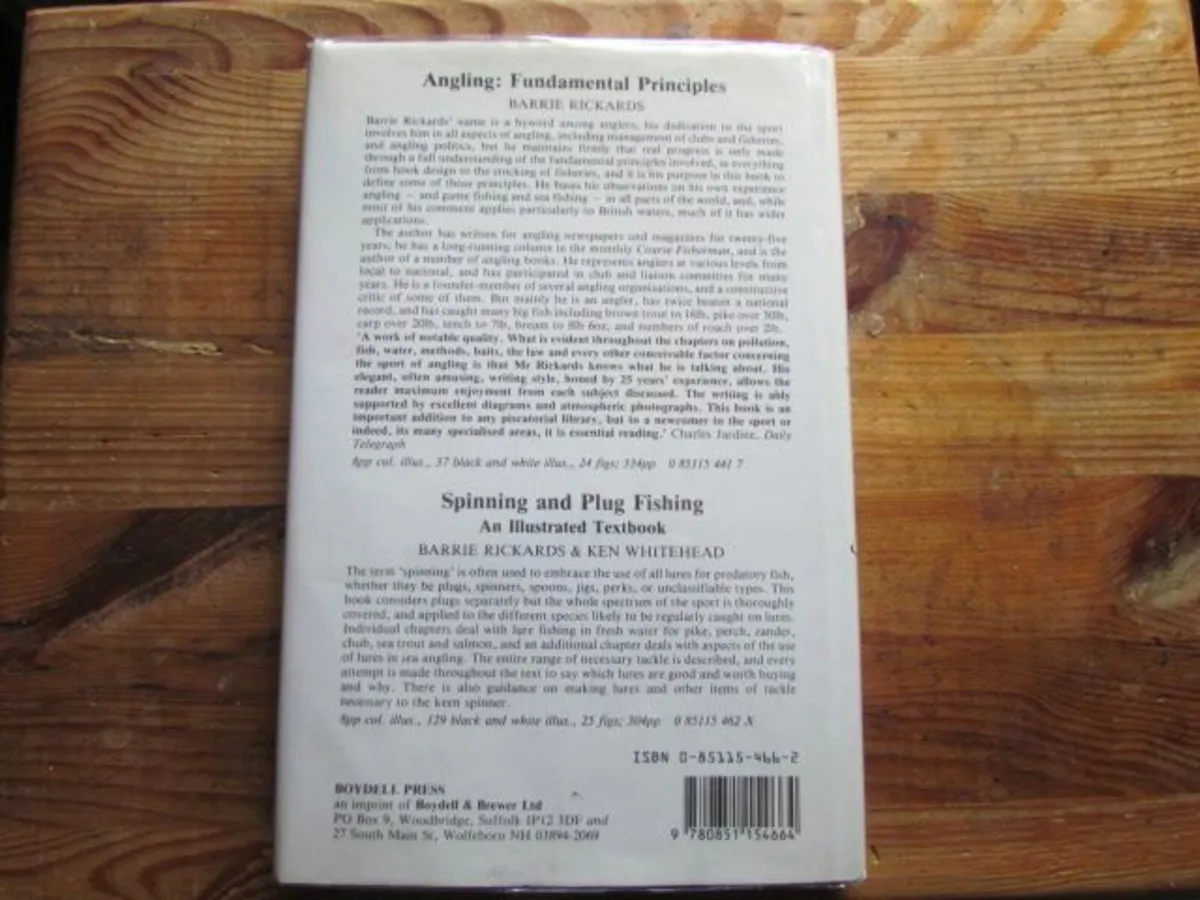 Angling: Fundamental Principles
BARRIE RICKARDS
Barrie Rickards' name is a byword among anglers, his dedication to the sport
involves him in all aspects of angling, including management of clubs and fisheries,
and angling politics, but he maintains firmly that real progress is only made
through a full understanding of the fundamental principles involved, in everything
from hook design to the stocking of fisheries, and it is his purpose in this book to
define some of those principles. He bases his observations on his own experience
angling – and game fishing and sea fishing – in all parts of the world, and, while
most of his comment applies particularly to British waters, much of it has wider
applications.
The author has written for angling newspapers and magazines for twenty-five
years; he has a long-running column in the monthly Coarse Fisherman, and is the
author of a number of angling books. He represents anglers at various levels from
local to national, and has participated in club and liaison committee for many
years. He is a founder-member of several angling organisations, and a constructive
critic of some of them. But mainly he is an angler, has twice beaten a national
record, and has caught many big fish including brown trout to 16lb, pike over 30lb,
carp over 20lb, tench to 7lb, bream to 8lb 6oz, and numbers of roach over 2lb.
'A work of notable quality. What is evident throughout the chapters on pollution,
fish, water, methods, baits, the law and every other conceivable factor concerning
the sport of angling is that Mr Rickards knows what he is talking about. His
elegant, often amusing, writing style, honed by 25 years' experience, allows the
reader maximum enjoyment from each subject discussed. The writing is ably
supported by excellent diagrams and atmospheric photographs. This book is an
important addition to any piscatorial library, but to a newcomer to the sport or
indeed, its many specialised areas, it is essential reading.' Charles Jardine, Daily
Telegraph
8pp col. illus., 37 black and white illus., 24 figs; 334pp 0 85115 441 7
Spinning and Plug Fishing
An Illustrated Textbook
BARRIE RICKARDS & KEN WHITEHEAD
The term 'spinning' is often used to embrace the use of all lures for predatory fish,
whether they be plugs, spinners, spoons, jigs, perks, or unclassifiable types. This
book considers plugs separately but the whole spectrum of the sport is thoroughly
covered, and applied to the different species likely to be regularly caught on lures.
Individual chapters deal with lure fishing in fresh water for pike, perch, zander,
chub, sea trout and salmon, and an additional chapter deals with aspects of the use
of lures in sea angling. The entire range of necessary tackle is described, and every
attempt is made throughout the text to say which lures are good and worth buying
and why. There is also guidance on making lures and other items of tackle
necessary to the keen spinner.
8pp col. illus., 129 black and white illus., 25 figs; 304pp 0 85115 462 X
ISBN 0-85115-466-2
BOYDELL PRESS
an imprint of Boydell & Brewer Ltd
PO Box 9, Woodbridge, Suffolk IP12 3DF and
27 South Main St, Wolfeboro NH 03894-2069
9 780851 154664